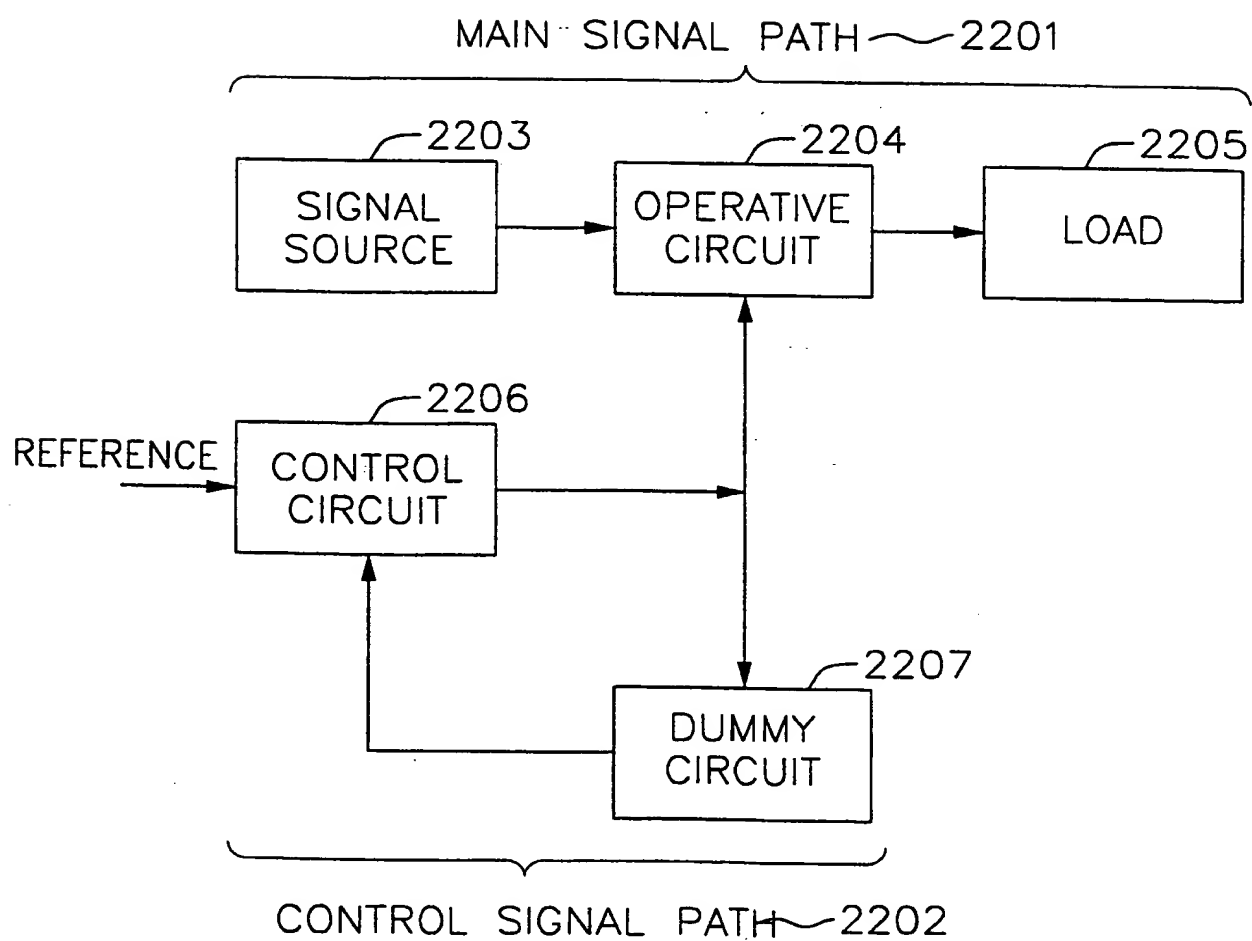 MAIN SIGNAL PATH 2201
2203
2204
2205
SIGNAL
SOURCE
OPERATIVE
CIRCUIT
LOAD
2206
REFERENCE
CONTROL
CIRCUIT
2207
DUMMY
CIRCUIT
CONTROL SIGNAL PATH 2202